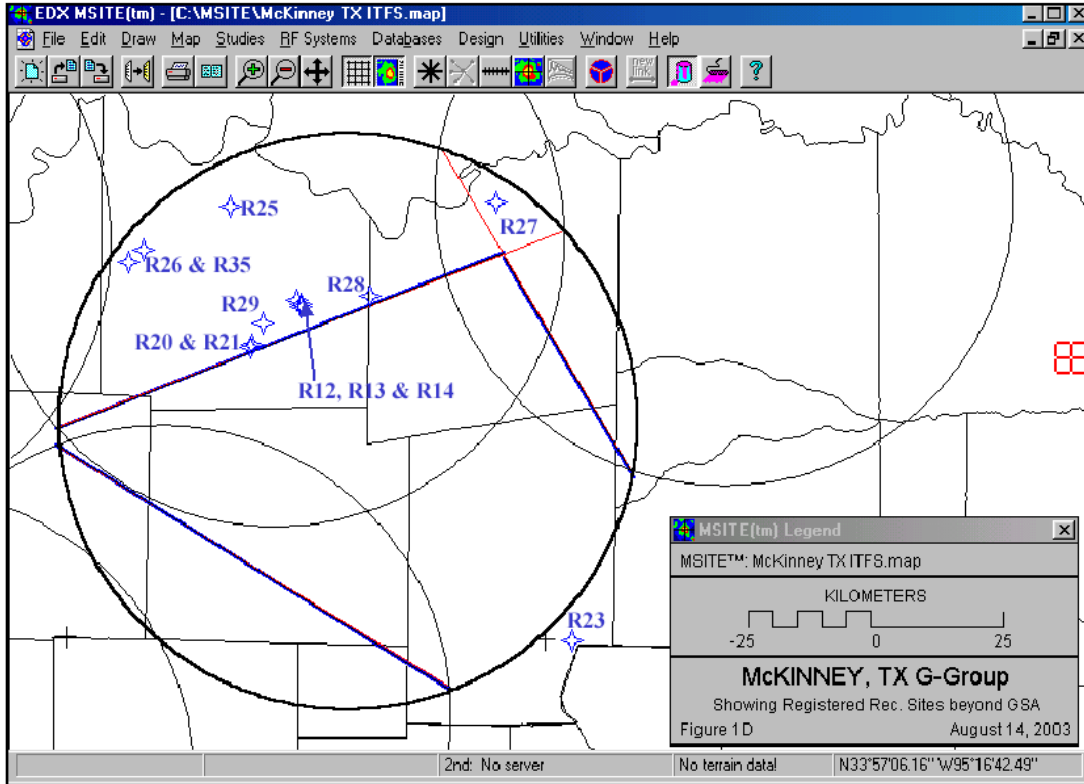 EDX MSITE(tm) - [C:\MSITE\McKinney TX ITFS.map]
File Edit Draw Map Studies RF Systems Databases Design Utilities Window Help
new link
R25
R27
R26 & R35
R28
R29
R20 & R21
R12, R13 & R14
R23
MSITE(tm) Legend
MSITE™: McKinney TX ITFS.map
KILOMETERS
-25 0 25
McKINNEY, TX G-Group
Showing Registered Rec. Sites beyond GSA
Figure 1D August 14, 2003
2nd: No server No terrain data! N33°57'06.16" W95°16'42.49"